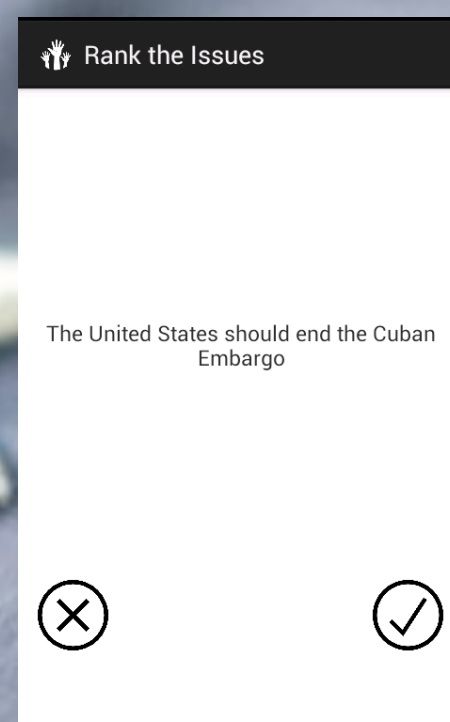 Rank the Issues
The United States should end the Cuban
Embargo